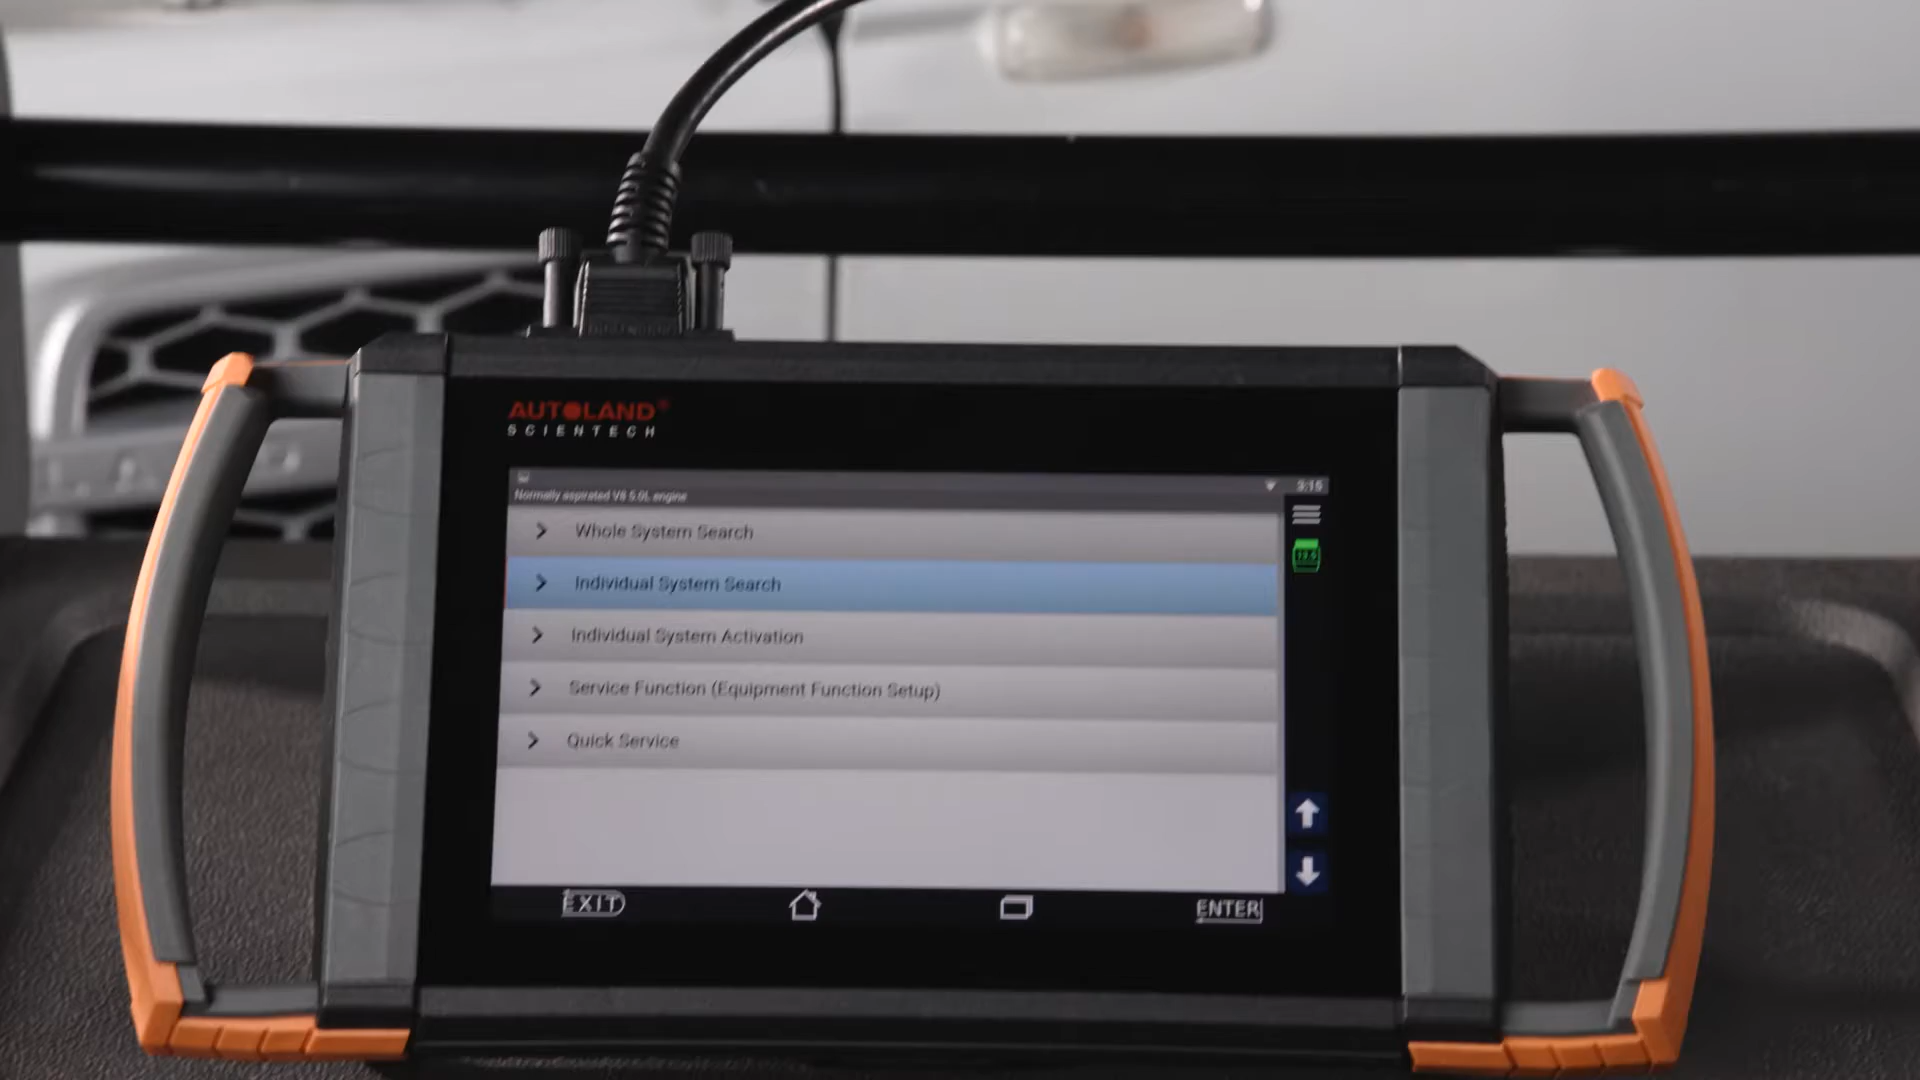 AUTOLAND®
SCIENTECH
3:15
Normally aspirated V8 5.0L engine
Whole System Search
Individual System Search
Individual System Activation
Service Function (Equipment Function Setup)
Quick Service
EXIT
ENTER